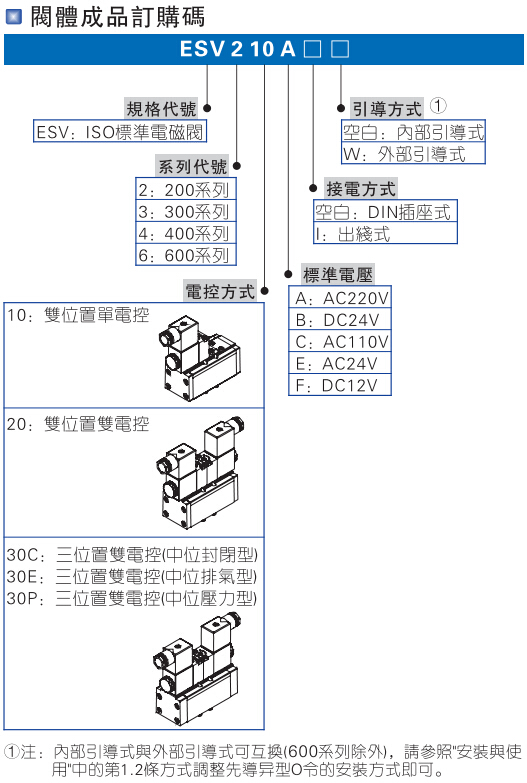 閥體成品訂購碼
ESV 2 10 A □ □
規格代號
ESV：ISO標準電磁閥
引導方式 ①
空白：內部引導式
W：外部引導式
系列代號
2：200系列
3：300系列
4：400系列
6：600系列
接電方式
空白：DIN插座式
I：出綫式
標準電壓
A：AC220V
B：DC24V
C：AC110V
E：AC24V
F：DC12V
電控方式
10：雙位置單電控
20：雙位置雙電控
30C：三位置雙電控(中位封閉型)
30E：三位置雙電控(中位排氣型)
30P：三位置雙電控(中位壓力型)
①注：內部引導式與外部引導式可互換(600系列除外)，請參照"安裝與使
用"中的第1.2條方式調整先導异型O令的安裝方式即可。